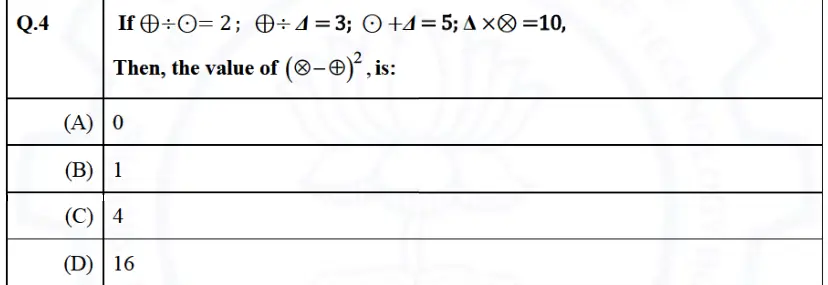 Q.4 If ⊕÷⊙= 2 ; ⊕÷ Δ = 3; ⊙ +Δ = 5; Δ ×⊗ =10,
Then, the value of (⊗−⊕)², is:
(A) 0
(B) 1
(C) 4
(D) 16